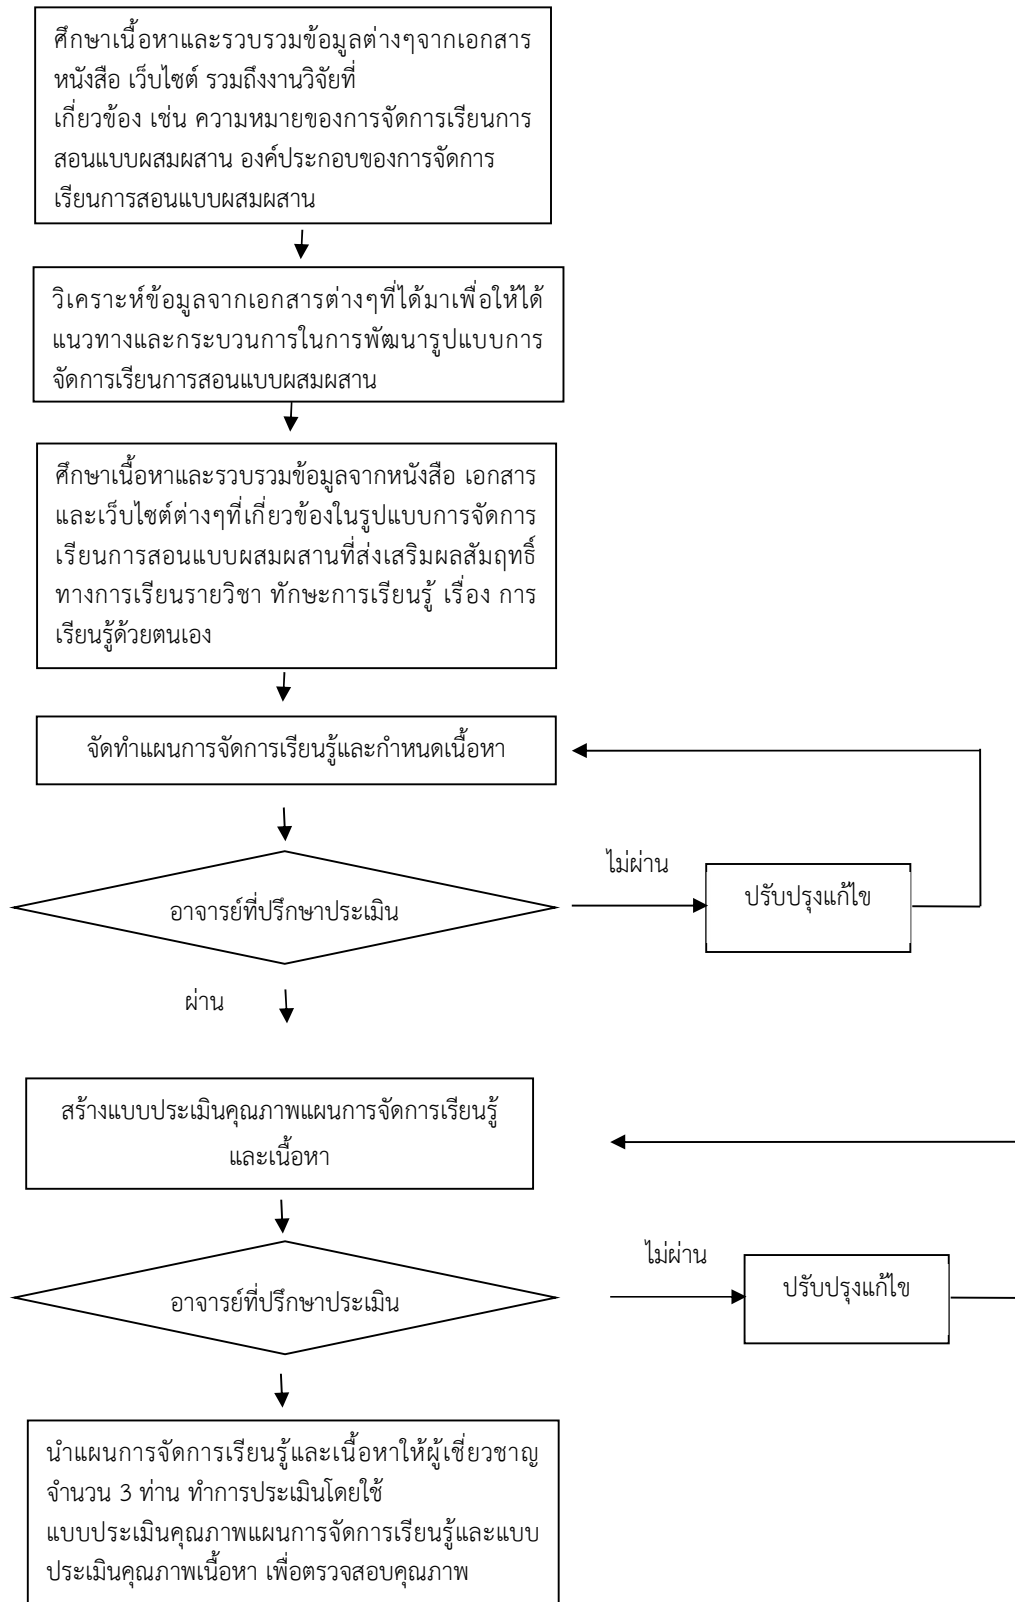 ศึกษาเนื้อหาและรวบรวมข้อมูลต่างๆจากเอกสาร
หนังสือ เว็บไซต์ รวมถึงงานวิจัยที่
เกี่ยวข้อง เช่น ความหมายของการจัดการเรียนการ
สอนแบบผสมผสาน องค์ประกอบของการจัดการ
เรียนการสอนแบบผสมผสาน
วิเคราะห์ข้อมูลจากเอกสารต่างๆที่ได้มาเพื่อให้ได้
แนวทางและกระบวนการในการพัฒนารูปแบบการ
จัดการเรียนการสอนแบบผสมผสาน
ศึกษาเนื้อหาและรวบรวมข้อมูลจากหนังสือ เอกสาร
และเว็บไซต์ต่างๆที่เกี่ยวข้องในรูปแบบการจัดการ
เรียนการสอนแบบผสมผสานที่ส่งเสริมผลสัมฤทธิ์
ทางการเรียนรายวิชา ทักษะการเรียนรู้ เรื่อง การ
เรียนรู้ด้วยตนเอง
จัดทำแผนการจัดการเรียนรู้และกำหนดเนื้อหา
อาจารย์ที่ปรึกษาประเมิน
ไม่ผ่าน
ปรับปรุงแก้ไข
ผ่าน
สร้างแบบประเมินคุณภาพแผนการจัดการเรียนรู้
และเนื้อหา
อาจารย์ที่ปรึกษาประเมิน
ไม่ผ่าน
ปรับปรุงแก้ไข
นำแผนการจัดการเรียนรู้และเนื้อหาให้ผู้เชี่ยวชาญ
จำนวน 3 ท่าน ทำการประเมินโดยใช้
แบบประเมินคุณภาพแผนการจัดการเรียนรู้และแบบ
ประเมินคุณภาพเนื้อหา เพื่อตรวจสอบคุณภาพ